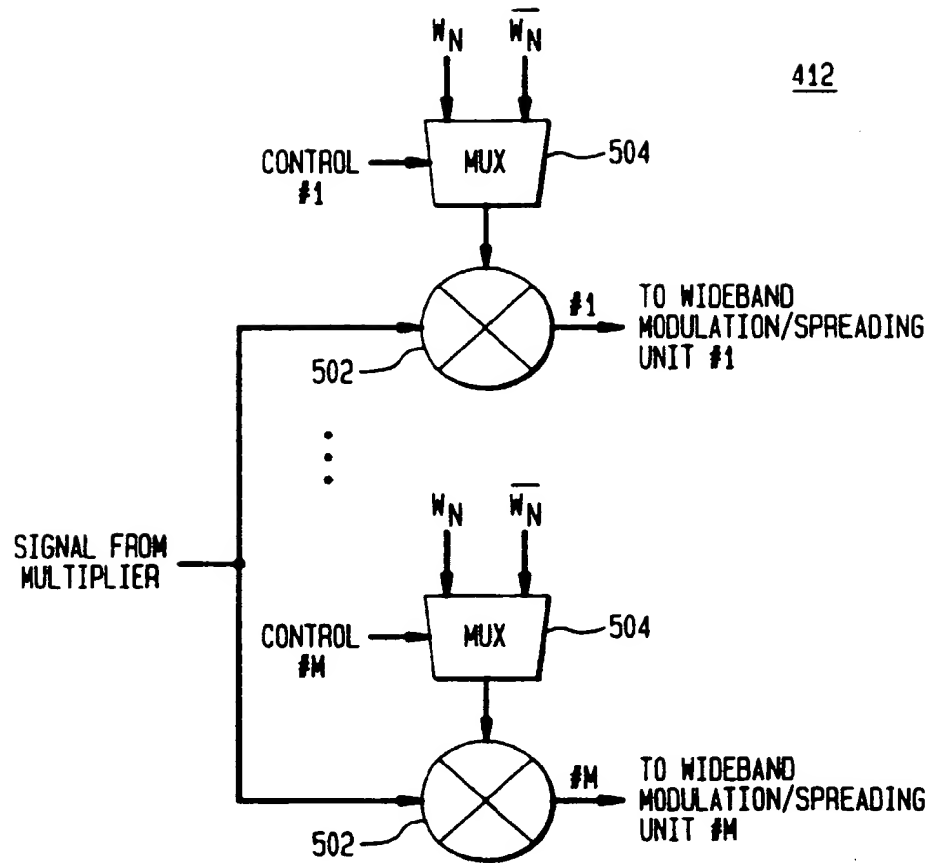 W_N W̅_N
412
CONTROL
#1
MUX
504
#1
TO WIDEBAND
MODULATION/SPREADING
UNIT #1
502
W_N W̅_N
SIGNAL FROM
MULTIPLIER
CONTROL
#M
MUX
504
#M
TO WIDEBAND
MODULATION/SPREADING
UNIT #M
502